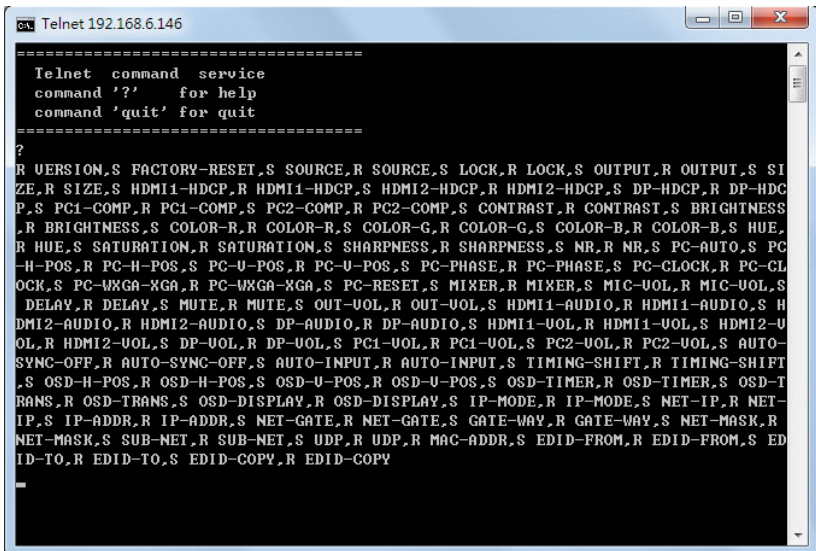 Telnet 192.168.6.146
====================================
Telnet command service
command '?' for help
command 'quit' for quit
====================================
?
R VERSION,S FACTORY-RESET,S SOURCE,R SOURCE,S LOCK,R LOCK,S OUTPUT,R OUTPUT,S SI
ZE,R SIZE,S HDMI1-HDCP,R HDMI1-HDCP,S HDMI2-HDCP,R HDMI2-HDCP,S DP-HDCP,R DP-HDC
P,S PC1-COMP,R PC1-COMP,S PC2-COMP,R PC2-COMP,S CONTRAST,R CONTRAST,S BRIGHTNESS
,R BRIGHTNESS,S COLOR-R,R COLOR-R,S COLOR-G,R COLOR-G,S COLOR-B,R COLOR-B,S HUE,
R HUE,S SATURATION,R SATURATION,S SHARPNESS,R SHARPNESS,S NR,R NR,S PC-AUTO,S PC
-H-POS,R PC-H-POS,S PC-V-POS,R PC-V-POS,S PC-PHASE,R PC-PHASE,S PC-CLOCK,R PC-CL
OCK,S PC-WXGA-XGA,R PC-WXGA-XGA,S PC-RESET,S MIXER,R MIXER,S MIC-VOL,R MIC-VOL,S
DELAY,R DELAY,S MUTE,R MUTE,S OUT-VOL,R OUT-VOL,S HDMI1-AUDIO,R HDMI1-AUDIO,S H
DMI2-AUDIO,R HDMI2-AUDIO,S DP-AUDIO,R DP-AUDIO,S HDMI1-VOL,R HDMI1-VOL,S HDMI2-V
OL,R HDMI2-VOL,S DP-VOL,R DP-VOL,S PC1-VOL,R PC1-VOL,S PC2-VOL,R PC2-VOL,S AUTO-
SYNC-OFF,R AUTO-SYNC-OFF,S AUTO-INPUT,R AUTO-INPUT,S TIMING-SHIFT,R TIMING-SHIFT
,S OSD-H-POS,R OSD-H-POS,S OSD-V-POS,R OSD-V-POS,S OSD-TIMER,R OSD-TIMER,S OSD-T
RANS,R OSD-TRANS,S OSD-DISPLAY,R OSD-DISPLAY,S IP-MODE,R IP-MODE,S NET-IP,R NET-
IP,S IP-ADDR,R IP-ADDR,S NET-GATE,R NET-GATE,S GATE-WAY,R GATE-WAY,S NET-MASK,R
NET-MASK,S SUB-NET,R SUB-NET,S UDP,R UDP,R MAC-ADDR,S EDID-FROM,R EDID-FROM,S ED
ID-TO,R EDID-TO,S EDID-COPY,R EDID-COPY